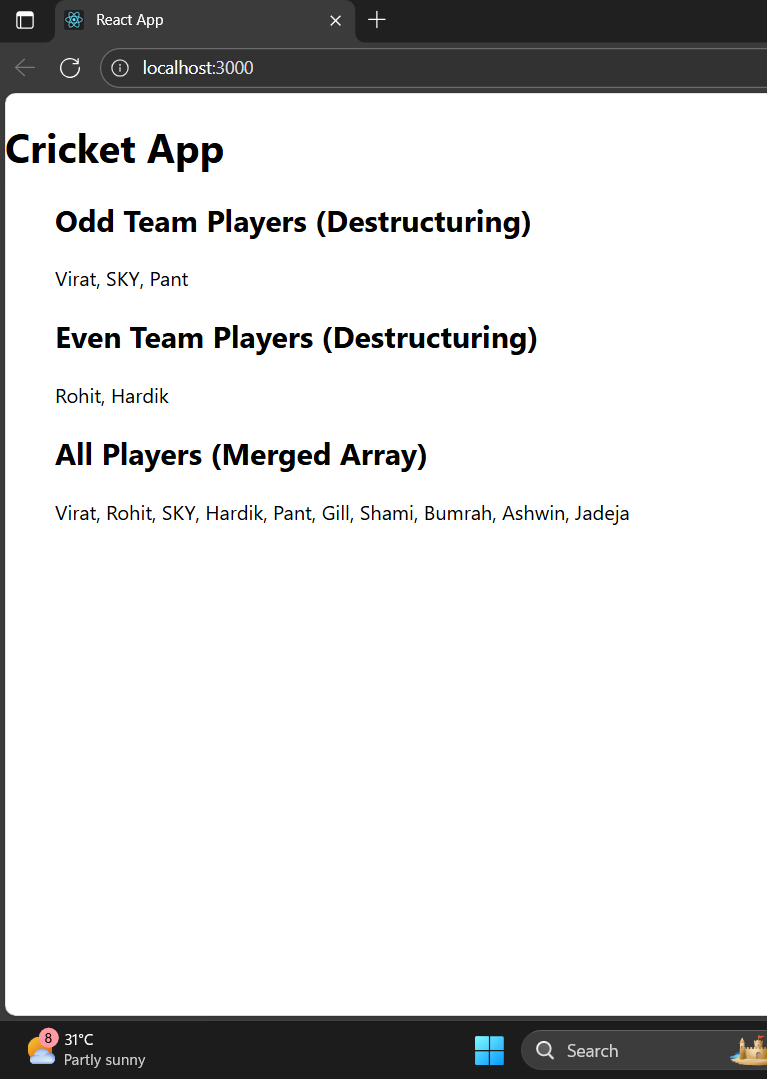 React App
localhost:3000
Cricket App
Odd Team Players (Destructuring)
Virat, SKY, Pant
Even Team Players (Destructuring)
Rohit, Hardik
All Players (Merged Array)
Virat, Rohit, SKY, Hardik, Pant, Gill, Shami, Bumrah, Ashwin, Jadeja
8
31°C
Partly sunny
Search